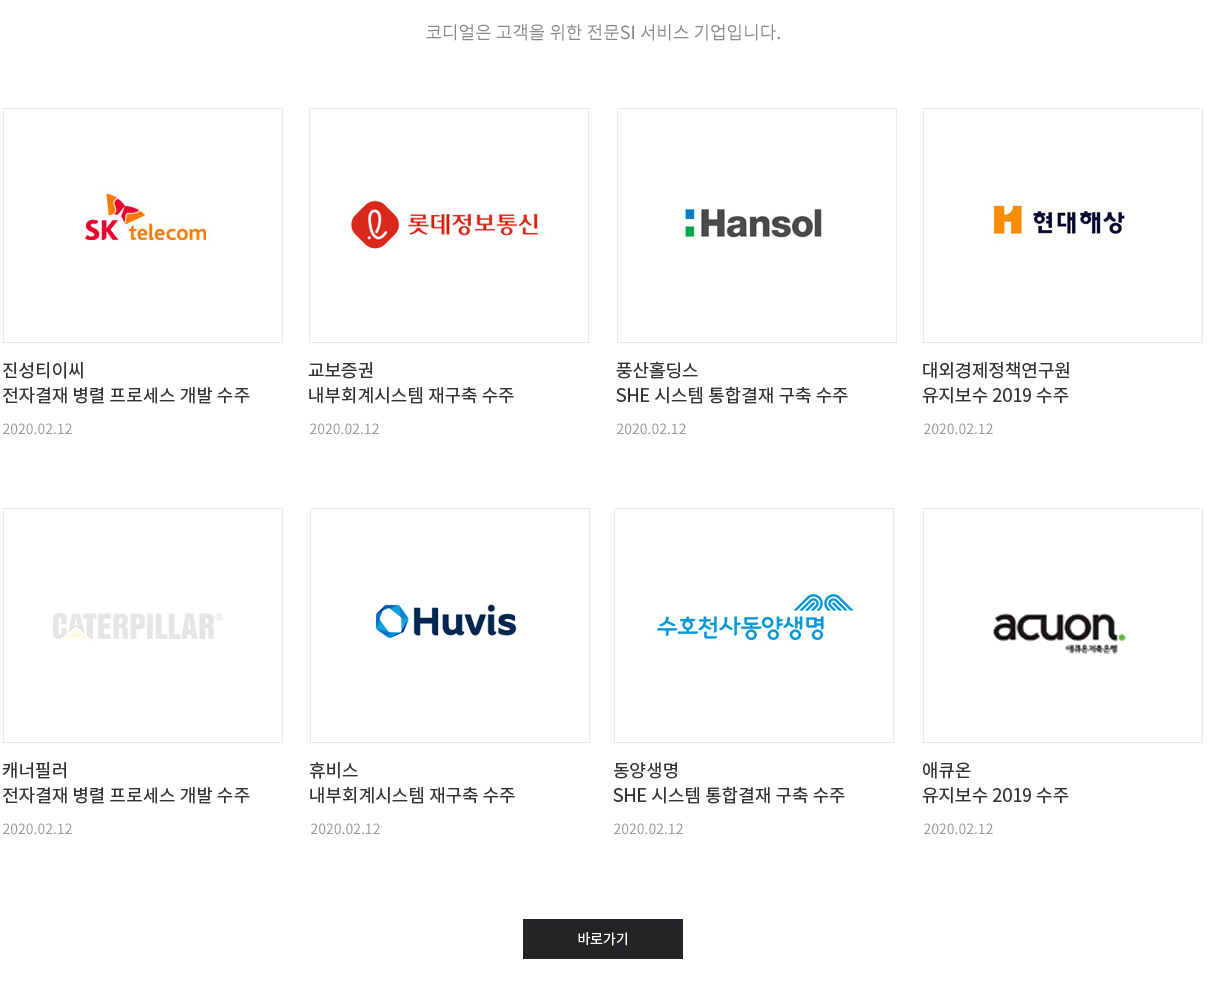 코디얼은 고객을 위한 전문SI 서비스 기업입니다.
SK telecom
롯데정보통신
Hansol
현대해상
진성티이씨
전자결재 병렬 프로세스 개발 수주
2020.02.12
교보증권
내부회계시스템 재구축 수주
2020.02.12
풍산홀딩스
SHE 시스템 통합결재 구축 수주
2020.02.12
대외경제정책연구원
유지보수 2019 수주
2020.02.12
CATERPILLAR®
Huvis
수호천사동양생명
acuon.
애큐온저축은행
캐너필러
전자결재 병렬 프로세스 개발 수주
2020.02.12
휴비스
내부회계시스템 재구축 수주
2020.02.12
동양생명
SHE 시스템 통합결재 구축 수주
2020.02.12
애큐온
유지보수 2019 수주
2020.02.12
바로가기